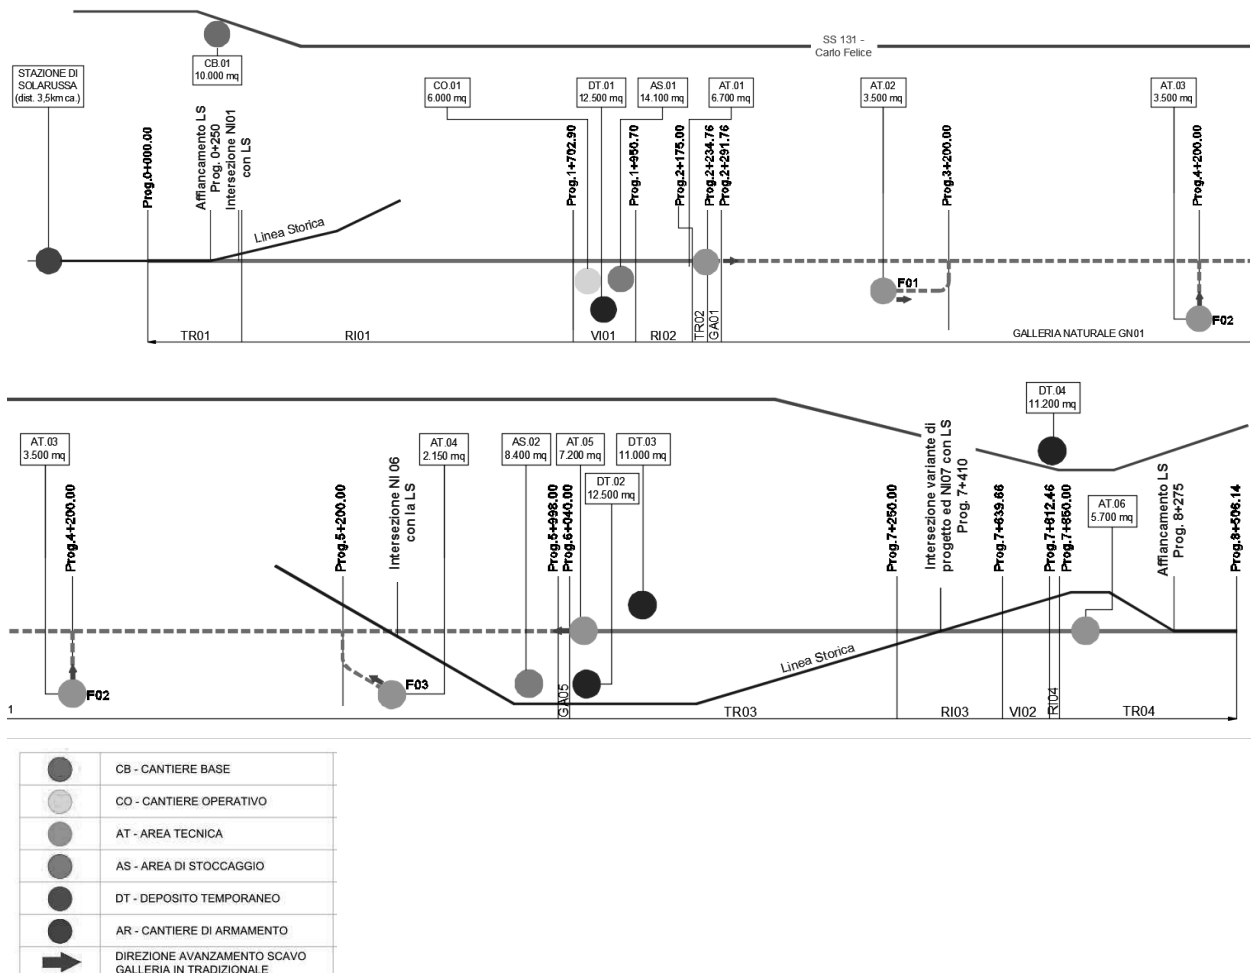 SS 131 -
Carlo Felice
STAZIONE DI
SOLARUSSA
(dist. 3,5km ca.)
CB.01
10.000 mq
CO.01
6.000 mq
DT.01
12.500 mq
AS.01
14.100 mq
AT.01
6.700 mq
AT.02
3.500 mq
AT.03
3.500 mq
Prog.0+000.00
Affiancamento LS
Prog. 0+250
Intersezione NI01
con LS
Linea Storica
Prog.1+702.90
Prog.1+950.70
Prog.2+175.00
Prog.2+234.76
Prog.2+291.76
Prog.3+200.00
Prog.4+200.00
F01
F02
TR01
RI01
VI01
RI02
TR02
GA01
GALLERIA NATURALE GN01
DT.04
11.200 mq
AT.03
3.500 mq
AT.04
2.150 mq
AS.02
8.400 mq
AT.05
7.200 mq
DT.03
11.000 mq
DT.02
12.500 mq
AT.06
5.700 mq
Prog.4+200.00
Prog.5+200.00
Intersezione NI 06
con la LS
Prog.5+998.00
Prog.6+040.00
Prog.7+250.00
Intersezione variante di
progetto ed NI07 con LS
Prog. 7+410
Prog.7+639.66
Prog.7+812.46
Prog.7+850.00
Affiancamento LS
Prog. 8+275
Prog.8+506.14
Linea Storica
F02
F03
1
GA05
TR03
RI03
VI02
RI04
TR04
CB - CANTIERE BASE
CO - CANTIERE OPERATIVO
AT - AREA TECNICA
AS - AREA DI STOCCAGGIO
DT - DEPOSITO TEMPORANEO
AR - CANTIERE DI ARMAMENTO
DIREZIONE AVANZAMENTO SCAVO
GALLERIA IN TRADIZIONALE